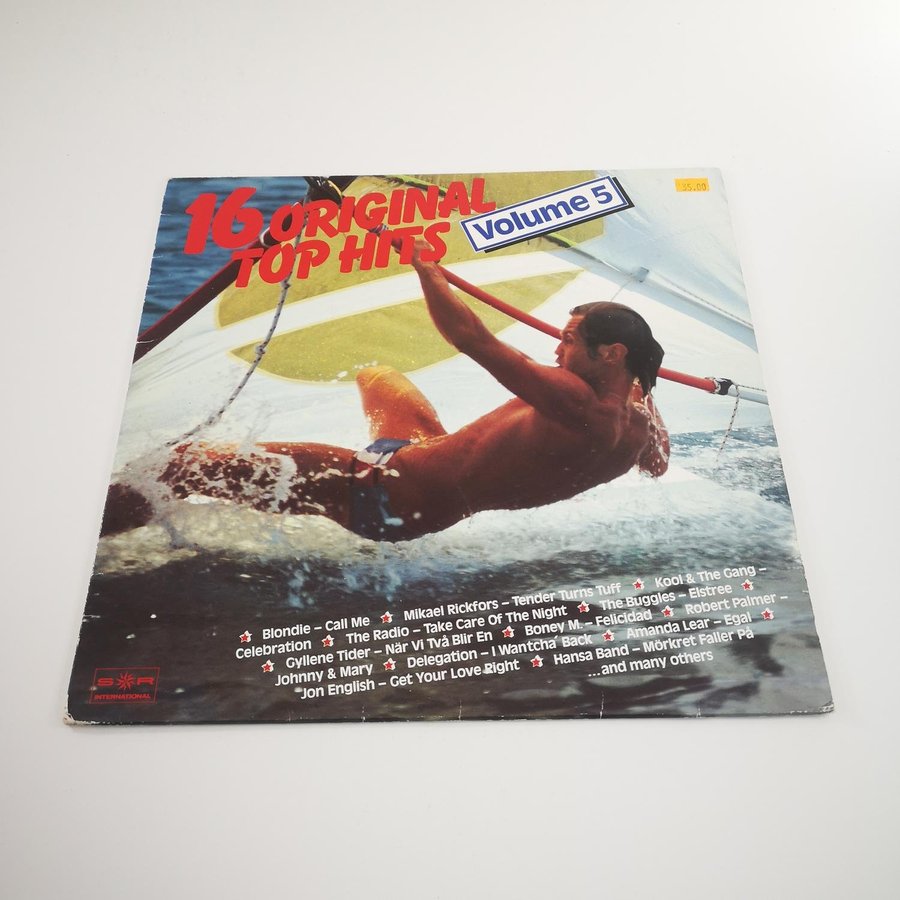 16 ORIGINAL
TOP HITS
Volume 5
35.00
★ Blondie – Call Me ★ Mikael Rickfors – Tender Turns Tuff ★ Kool & The Gang –
Celebration ★ The Radio – Take Care Of The Night ★ The Buggles – Elstree ★
★ Gyllene Tider – När Vi Två Blir En ★ Boney M. – Felicidad ★ Robert Palmer –
Johnny & Mary ★ Delegation – I Wantcha' Back ★ Amanda Lear – Egal ★
Jon English – Get Your Love Right ★ Hansa Band – Mörkret Faller På
...and many others
S R
INTERNATIONAL